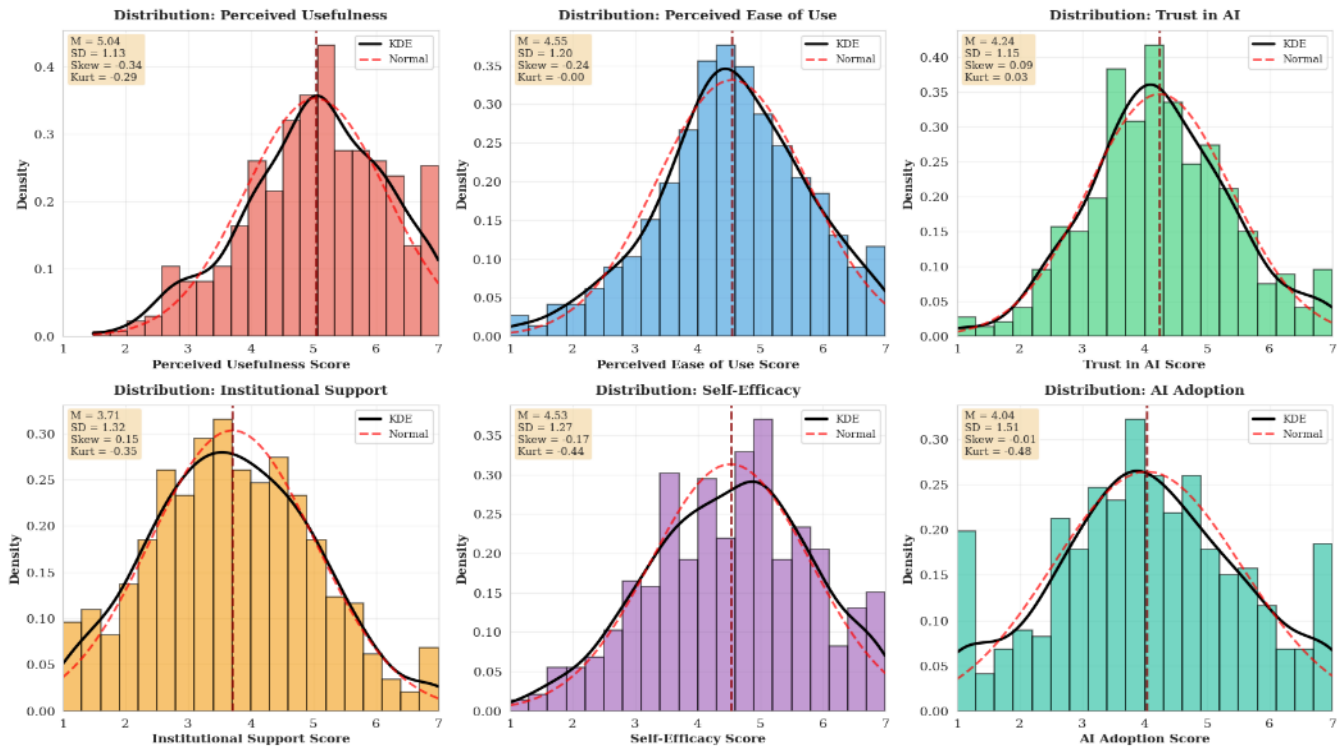 Distribution: Perceived Usefulness
M = 5.04
SD = 1.13
Skew = -0.34
Kurt = -0.29
KDE
Normal
Density
0.4
0.3
0.2
0.1
0.0
1 2 3 4 5 6 7
Perceived Usefulness Score
Distribution: Perceived Ease of Use
M = 4.55
SD = 1.20
Skew = -0.24
Kurt = -0.00
KDE
Normal
Density
0.35
0.30
0.25
0.20
0.15
0.10
0.05
0.00
1 2 3 4 5 6 7
Perceived Ease of Use Score
Distribution: Trust in AI
M = 4.24
SD = 1.15
Skew = 0.09
Kurt = 0.03
KDE
Normal
Density
0.40
0.35
0.30
0.25
0.20
0.15
0.10
0.05
0.00
1 2 3 4 5 6 7
Trust in AI Score
Distribution: Institutional Support
M = 3.71
SD = 1.32
Skew = 0.15
Kurt = -0.35
KDE
Normal
Density
0.30
0.25
0.20
0.15
0.10
0.05
0.00
1 2 3 4 5 6 7
Institutional Support Score
Distribution: Self-Efficacy
M = 4.53
SD = 1.27
Skew = -0.17
Kurt = -0.44
KDE
Normal
Density
0.35
0.30
0.25
0.20
0.15
0.10
0.05
0.00
1 2 3 4 5 6 7
Self-Efficacy Score
Distribution: AI Adoption
M = 4.04
SD = 1.51
Skew = -0.01
Kurt = -0.48
KDE
Normal
Density
0.30
0.25
0.20
0.15
0.10
0.05
0.00
1 2 3 4 5 6 7
AI Adoption Score